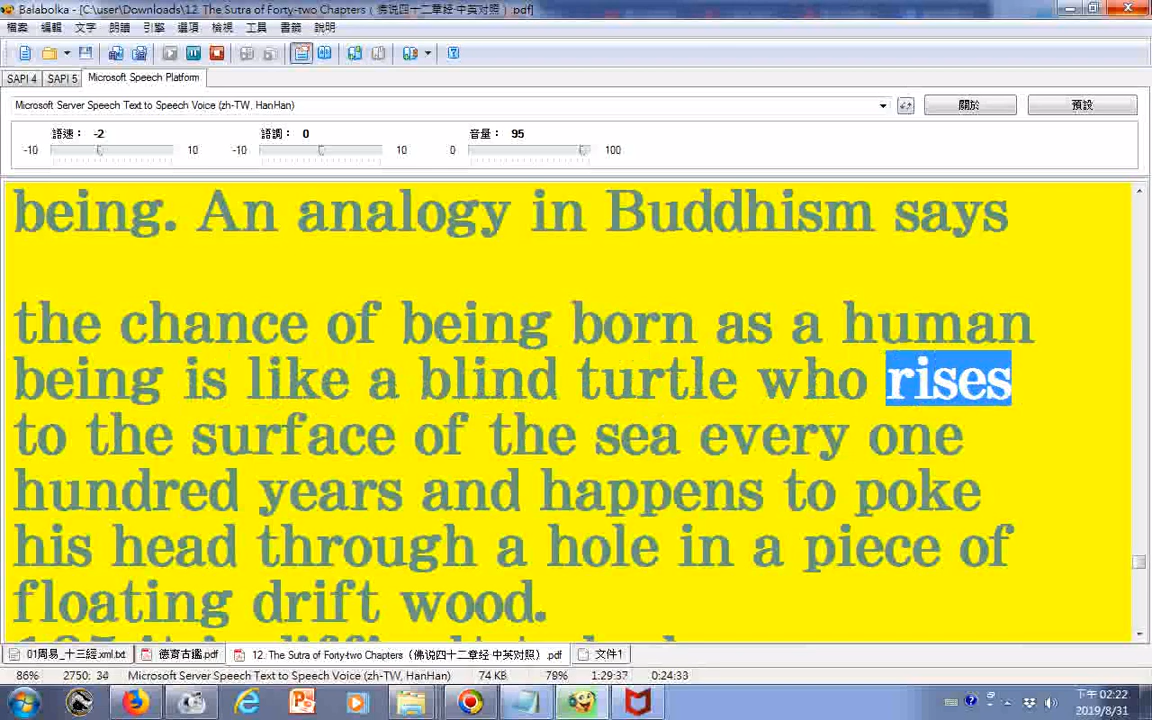 Balabolka - [C:\user\Downloads\12. The Sutra of Forty-two Chapters（佛说四十二章经 中英对照）.pdf]
檔案 編輯 文字 朗讀 引擎 選項 檢視 工具 書籤 說明
SAPI 4 SAPI 5 Microsoft Speech Platform
Microsoft Server Speech Text to Speech Voice (zh-TW, HanHan) 關於 預設
語速： -2 語調： 0 音量： 95
-10 10 -10 10 0 100
being. An analogy in Buddhism says
the chance of being born as a human
being is like a blind turtle who rises
to the surface of the sea every one
hundred years and happens to poke
his head through a hole in a piece of
floating drift wood.
01周易_十三經.xml.txt 德育古鑑.pdf 12. The Sutra of Forty-two Chapters（佛说四十二章经 中英对照）.pdf 文件1
86% 2750; 34 Microsoft Server Speech Text to Speech Voice (zh-TW, HanHan) 74 KB 78% 1:29:37 0:24:33
下午 02:22
2019/8/31